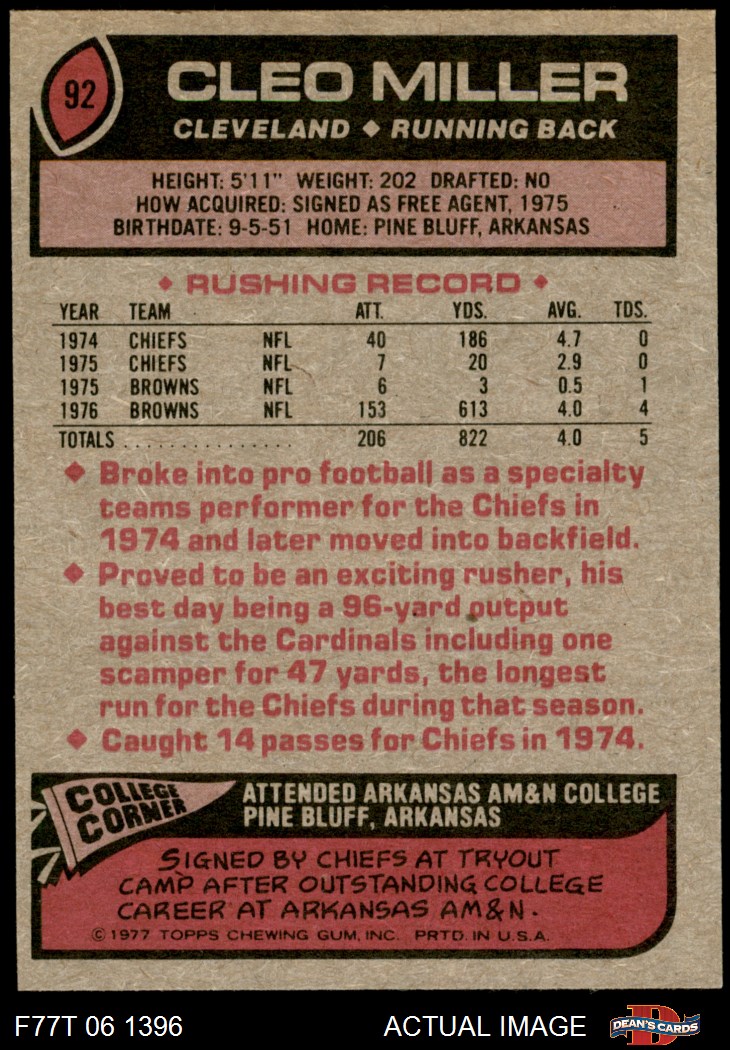 92
CLEO MILLER
CLEVELAND ◆ RUNNING BACK
HEIGHT: 5'11" WEIGHT: 202 DRAFTED: NO
HOW ACQUIRED: SIGNED AS FREE AGENT, 1975
BIRTHDATE: 9-5-51 HOME: PINE BLUFF, ARKANSAS
◆ RUSHING RECORD ◆
YEAR TEAM ATT. YDS. AVG. TDS.
1974 CHIEFS NFL 40 186 4.7 0
1975 CHIEFS NFL 7 20 2.9 0
1975 BROWNS NFL 6 3 0.5 1
1976 BROWNS NFL 153 613 4.0 4
TOTALS . . . . . . . . . . . . . . . 206 822 4.0 5
◆ Broke into pro football as a specialty
teams performer for the Chiefs in
1974 and later moved into backfield.
◆ Proved to be an exciting rusher, his
best day being a 96-yard output
against the Cardinals including one
scamper for 47 yards, the longest
run for the Chiefs during that season.
◆ Caught 14 passes for Chiefs in 1974.
COLLEGE
CORNER
ATTENDED ARKANSAS AM&N COLLEGE
PINE BLUFF, ARKANSAS
SIGNED BY CHIEFS AT TRYOUT
CAMP AFTER OUTSTANDING COLLEGE
CAREER AT ARKANSAS AM&N.
© 1977 TOPPS CHEWING GUM, INC. PRTD. IN U.S.A.
F77T 06 1396 ACTUAL IMAGE D DEAN'S CARDS